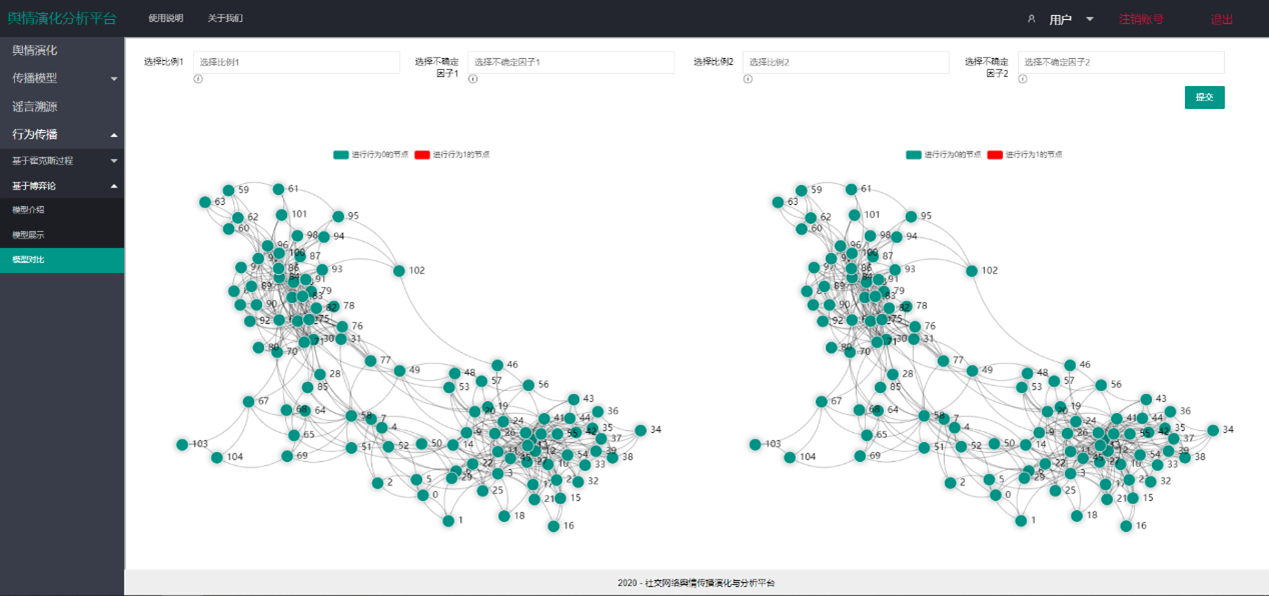 舆情演化分析平台 使用说明 关于我们 用户 注销账号 退出
舆情演化
传播模型
谣言溯源
行为传播
基于霍克斯过程
基于博弈论
模型介绍
模型展示
模型对比
选择比例1 选择比例1 选择不确定 选择不确定因子1 选择比例2 选择比例2 选择不确定 选择不确定因子2
因子1 因子2
提交
进行行为0的节点 进行行为1的节点 进行行为0的节点 进行行为1的节点
59 61
63
101 95
62
60
98 94
96
100 87
93 102
86
91
89 79
83
90 82 78
92 75
76
30 31
80 70
77
49
28
85
46
48
57
53 56
67
68 64
58
7
4
65
51 52 50 14
103
104 69
43
19
20 36
24 41 44
35
34
9 26 55 42 37
54 38
33
22 27 10
29 3 32
2 5 25
0 21 15
1 18 16
59 61
63
101 95
62
60
98 94
96
100 87
93 102
86
91
89 79
83
90 82 78
92 75
76
30 31
80 70
77
49
28
85
46
48
57
53 56
67
68 64
58
7
4
65
51 52 50 14
103
104 69
43
19
20 36
24 41 44
35
34
9 26 55 42 37
54 38
33
22 27 10
29 3 32
2 5 25
0 21 15
1 18 16
2020 - 社交网络舆情传播演化与分析平台